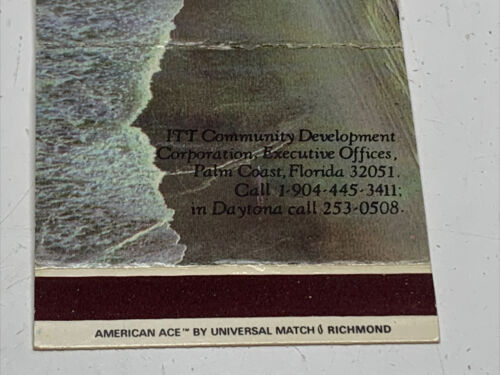 ITT Community Development
Corporation, Executive Offices,
Palm Coast, Florida 32051.
Call 1-904-445-3411;
in Daytona call 253-0508.
AMERICAN ACE™ BY UNIVERSAL MATCH RICHMOND